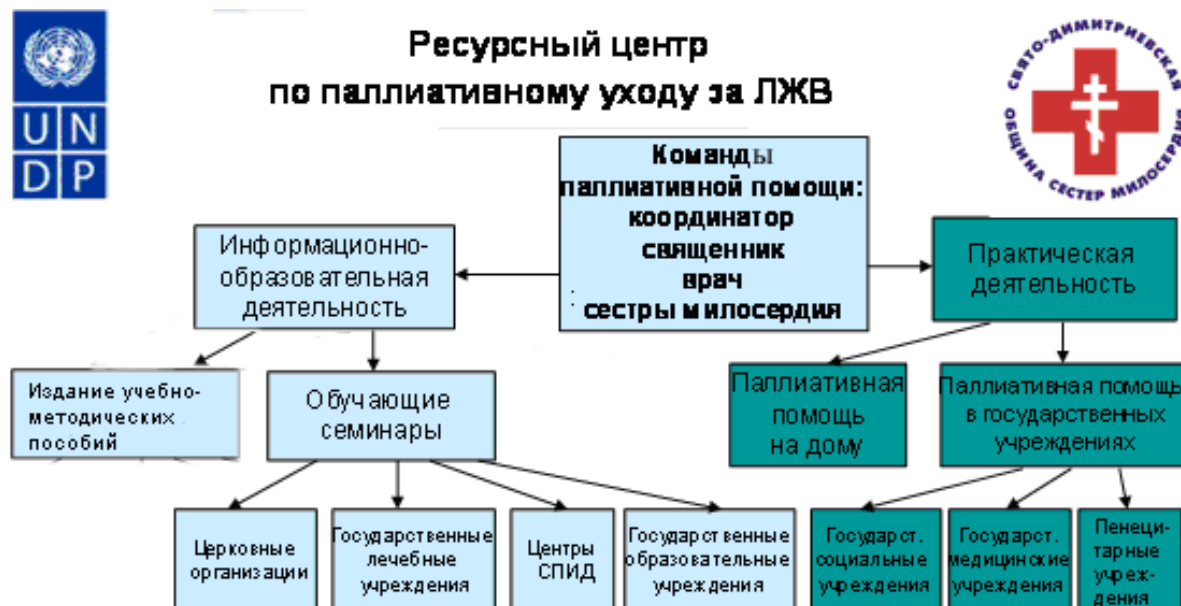 UN
DP
Ресурсный центр
по паллиативному уходу за ЛЖВ
СВЯТО-ДИМИТРИЕВСКАЯ
ОБЩИНА СЕСТЕР МИЛОСЕРДИЯ
Команды
паллиативной помощи:
координатор
священник
врач
:
сестры милосердия
Информационно-
образовательная
деятельность
Практическая
деятельность
Издание учебно-
методических
пособий
Обучающие
семинары
Паллиативная
помощь
на дому
Паллиативная помощь
в государственных
учреждениях
Церковные
организации
Государственные
лечебные
учреждения
Центры
СПИД
Государственные
образовательные
учреждения
Государст.
социальные
учреждения
Государст.
медицинские
учреждения
Пенеци-
тарные
учреж-
дения